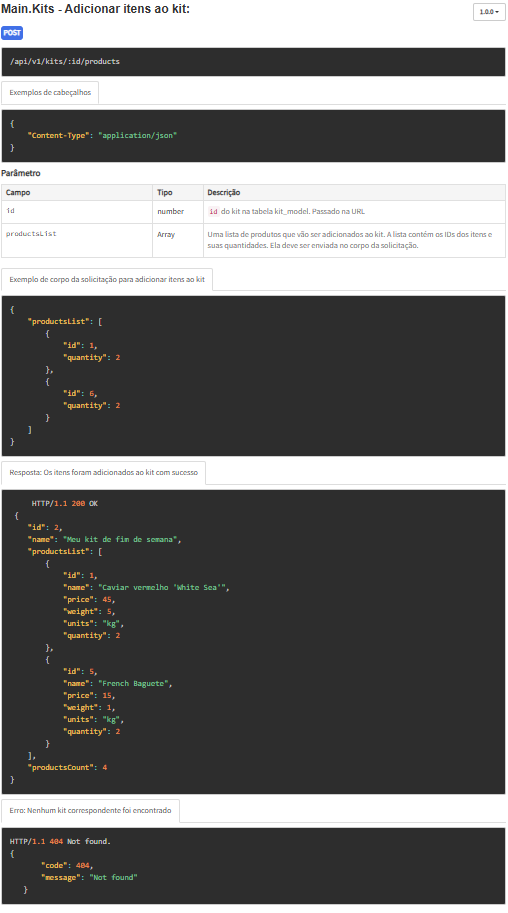 Main.Kits - Adicionar itens ao kit:
1.0.0
POST
/api/v1/kits/:id/products
Exemplos de cabeçalhos
{
"Content-Type": "application/json"
}
Parâmetro
Campo Tipo Descrição
id number id do kit na tabela kit_model. Passado na URL
productsList Array Uma lista de produtos que vão ser adicionados ao kit. A lista contém os IDs dos itens e
suas quantidades. Ela deve ser enviada no corpo da solicitação.
Exemplo de corpo da solicitação para adicionar itens ao kit
{
"productsList": [
{
"id": 1,
"quantity": 2
},
{
"id": 6,
"quantity": 2
}
]
}
Resposta: Os itens foram adicionados ao kit com sucesso
HTTP/1.1 200 OK
{
"id": 2,
"name": "Meu kit de fim de semana",
"productsList": [
{
"id": 1,
"name": "Caviar vermelho 'White Sea'",
"price": 45,
"weight": 5,
"units": "kg",
"quantity": 2
},
{
"id": 5,
"name": "French Baguete",
"price": 15,
"weight": 1,
"units": "kg",
"quantity": 2
}
],
"productsCount": 4
}
Erro: Nenhum kit correspondente foi encontrado
HTTP/1.1 404 Not found.
{
"code": 404,
"message": "Not found"
}